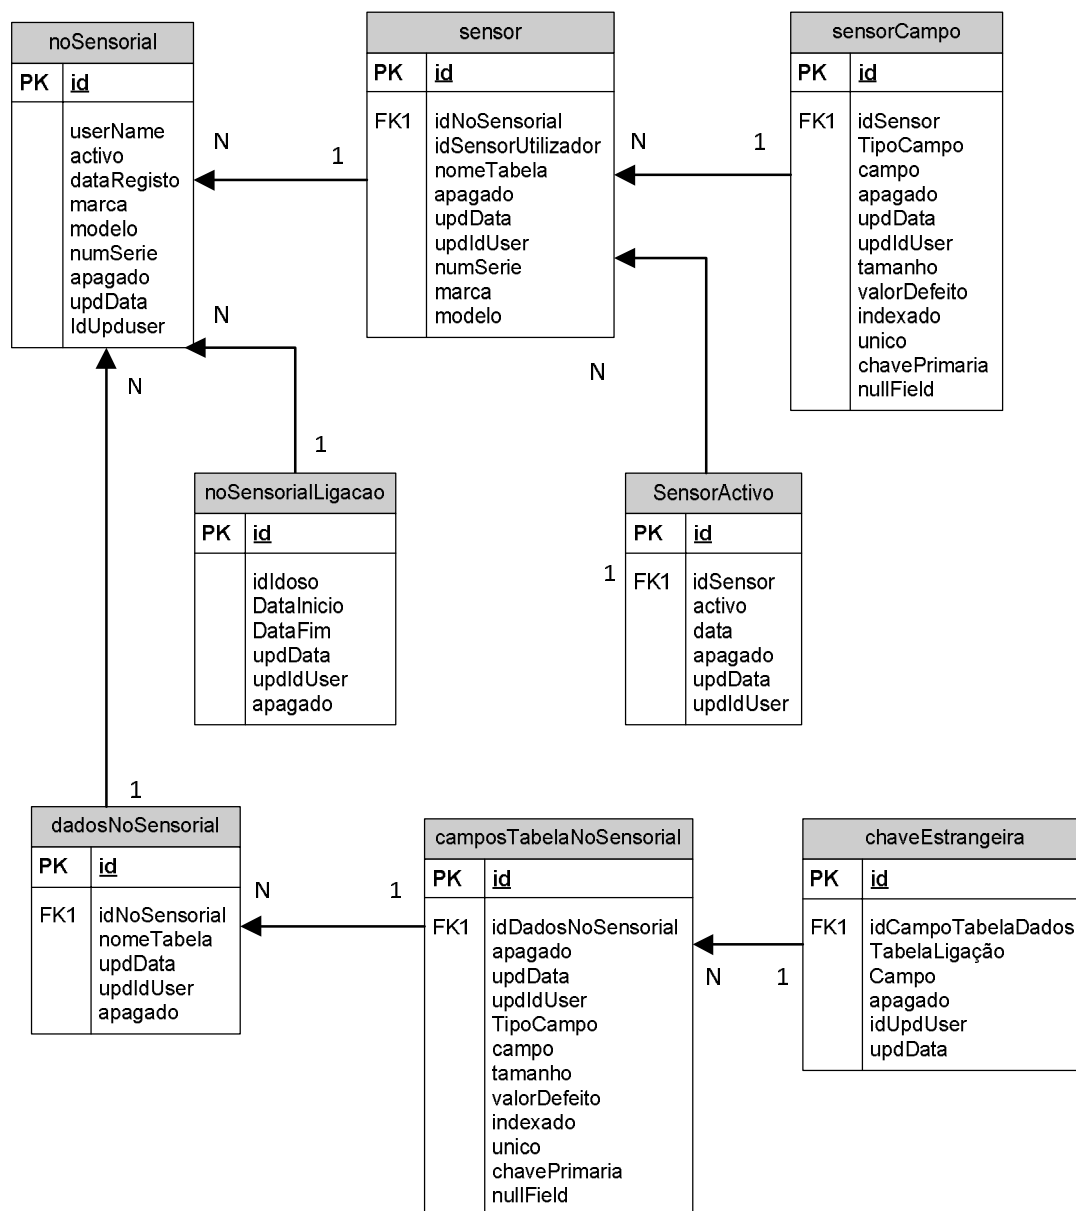 noSensorial
PK id
userName
activo
dataRegisto
marca
modelo
numSerie
apagado
updData
IdUpduser
N
1
sensor
PK id
FK1 idNoSensorial
idSensorUtilizador
nomeTabela
apagado
updData
updIdUser
numSerie
marca
modelo
N
1
sensorCampo
PK id
FK1 idSensor
TipoCampo
campo
apagado
updData
updIdUser
tamanho
valorDefeito
indexado
unico
chavePrimaria
nullField
N
1
noSensorialLigacao
PK id
idIdoso
DataInicio
DataFim
updData
updIdUser
apagado
N
1
SensorActivo
PK id
FK1 idSensor
activo
data
apagado
updData
updIdUser
N
1
dadosNoSensorial
PK id
FK1 idNoSensorial
nomeTabela
updData
updIdUser
apagado
N
1
camposTabelaNoSensorial
PK id
FK1 idDadosNoSensorial
apagado
updData
updIdUser
TipoCampo
campo
tamanho
valorDefeito
indexado
unico
chavePrimaria
nullField
N
1
chaveEstrangeira
PK id
FK1 idCampoTabelaDados
TabelaLigação
Campo
apagado
idUpdUser
updData